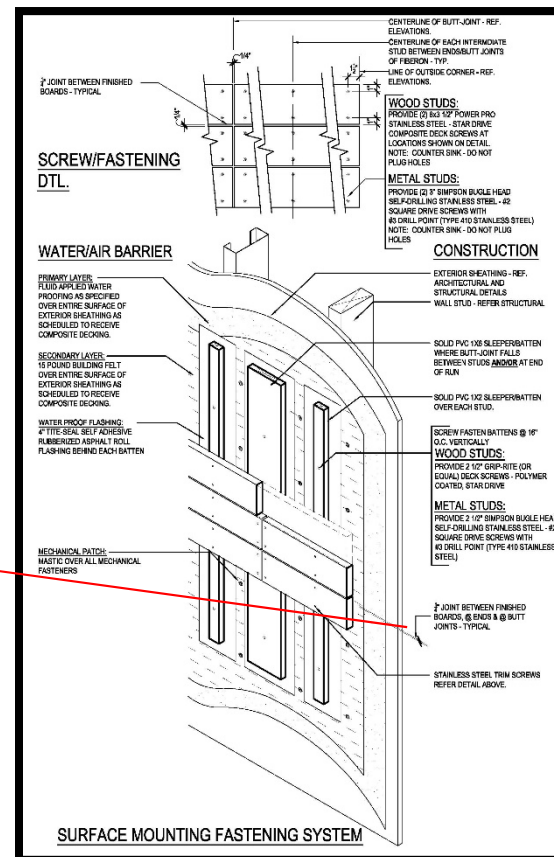 CENTERLINE OF BUTT-JOINT - REF.
ELEVATIONS.
CENTERLINE OF EACH INTERMDIATE
STUD BETWEEN ENDS/BUTT JOINTS
OF FIBERON - TYP.
LINE OF OUTSIDE CORNER - REF.
ELEVATIONS.
1/4"
JOINT BETWEEN FINISHED
BOARDS - TYPICAL
1/4"
SCREW/FASTENING
DTL.
WOOD STUDS:
PROVIDE (2) 8x3 1/2" POWER PRO
STAINLESS STEEL - STAR DRIVE
COMPOSITE DECK SCREWS AT
LOCATIONS SHOWN ON DETAIL.
NOTE: COUNTER SINK - DO NOT
PLUG HOLES
METAL STUDS:
PROVIDE (2) 3" SIMPSON BUGLE HEAD
SELF-DRILLING STAINLESS STEEL - #2
SQUARE DRIVE SCREWS WITH
#3 DRILL POINT (TYPE 410 STAINLESS STEEL)
NOTE: COUNTER SINK - DO NOT PLUG
HOLES
WATER/AIR BARRIER
PRIMARY LAYER:
FLUID APPLIED WATER
PROOFING AS SPECIFIED
OVER ENTIRE SURFACE OF
EXTERIOR SHEATHING AS
SCHEDULED TO RECEIVE
COMPOSITE DECKING.
SECONDARY LAYER:
15 POUND BUILDING FELT
OVER ENTIRE SURFACE OF
EXTERIOR SHEATHING AS
SCHEDULED TO RECEIVE
COMPOSITE DECKING.
WATER PROOF FLASHING:
4" TITE-SEAL SELF ADHESIVE
RUBBERIZED ASPHALT ROLL
FLASHING BEHIND EACH BATTEN
MECHANICAL PATCH:
MASTIC OVER ALL MECHANICAL
FASTENERS
CONSTRUCTION
EXTERIOR SHEATHING - REF.
ARCHITECTURAL AND
STRUCTURAL DETAILS
WALL STUD - REFER STRUCTURAL
SOLID PVC 1X6 SLEEPER/BATTEN
WHERE BUTT-JOINT FALLS
BETWEEN STUDS AND/OR AT END
OF RUN
SOLID PVC 1X2 SLEEPER/BATTEN
OVER EACH STUD.
SCREW FASTEN BATTENS @ 16"
O.C. VERTICALLY
WOOD STUDS:
PROVIDE 2 1/2" GRIP-RITE (OR
EQUAL) DECK SCREWS - POLYMER
COATED, STAR DRIVE
METAL STUDS:
PROVIDE 2 1/2" SIMPSON BUGLE HEA
SELF-DRILLING STAINLESS STEEL - #2
SQUARE DRIVE SCREWS WITH
#3 DRILL POINT (TYPE 410 STAINLESS
STEEL)
JOINT BETWEEN FINISHED
BOARDS, @ ENDS & @ BUTT
JOINTS - TYPICAL
STAINLESS STEEL TRIM SCREWS
REFER DETAIL ABOVE.
SURFACE MOUNTING FASTENING SYSTEM